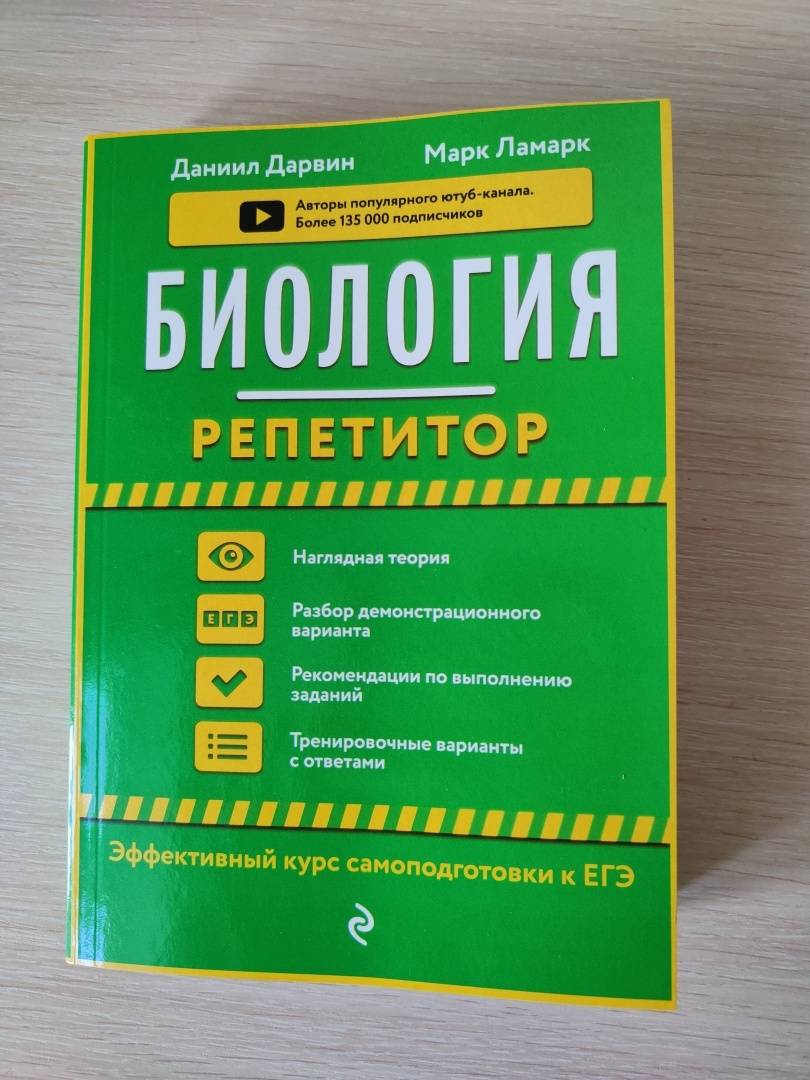 Даниил Дарвин Марк Ламарк
Авторы популярного ютуб-канала.
Более 135 000 подписчиков
БИОЛОГИЯ
РЕПЕТИТОР
Наглядная теория
ЕГЭ
Разбор демонстрационного
варианта
Рекомендации по выполнению
заданий
Тренировочные варианты
с ответами
Эффективный курс самоподготовки к ЕГЭ